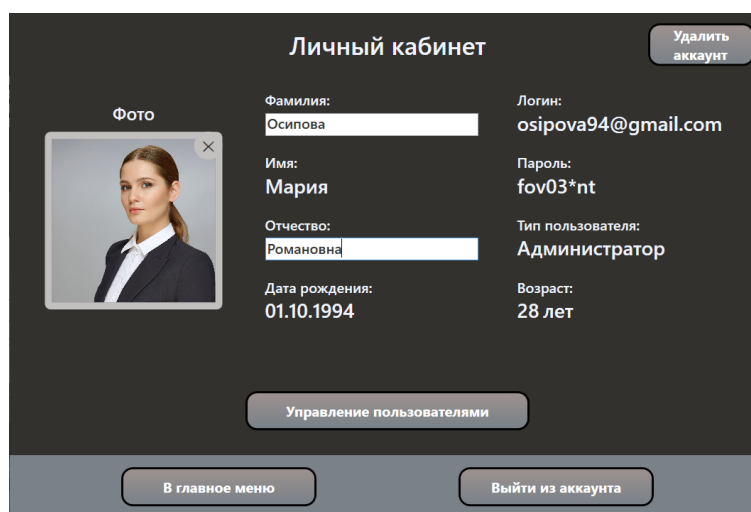 Личный кабинет
Удалить
аккаунт
Фото
Фамилия:
Осипова
Имя:
Мария
Отчество:
Романовна
Дата рождения:
01.10.1994
Логин:
osipova94@gmail.com
Пароль:
fov03*nt
Тип пользователя:
Администратор
Возраст:
28 лет
Управление пользователями
В главное меню
Выйти из аккаунта